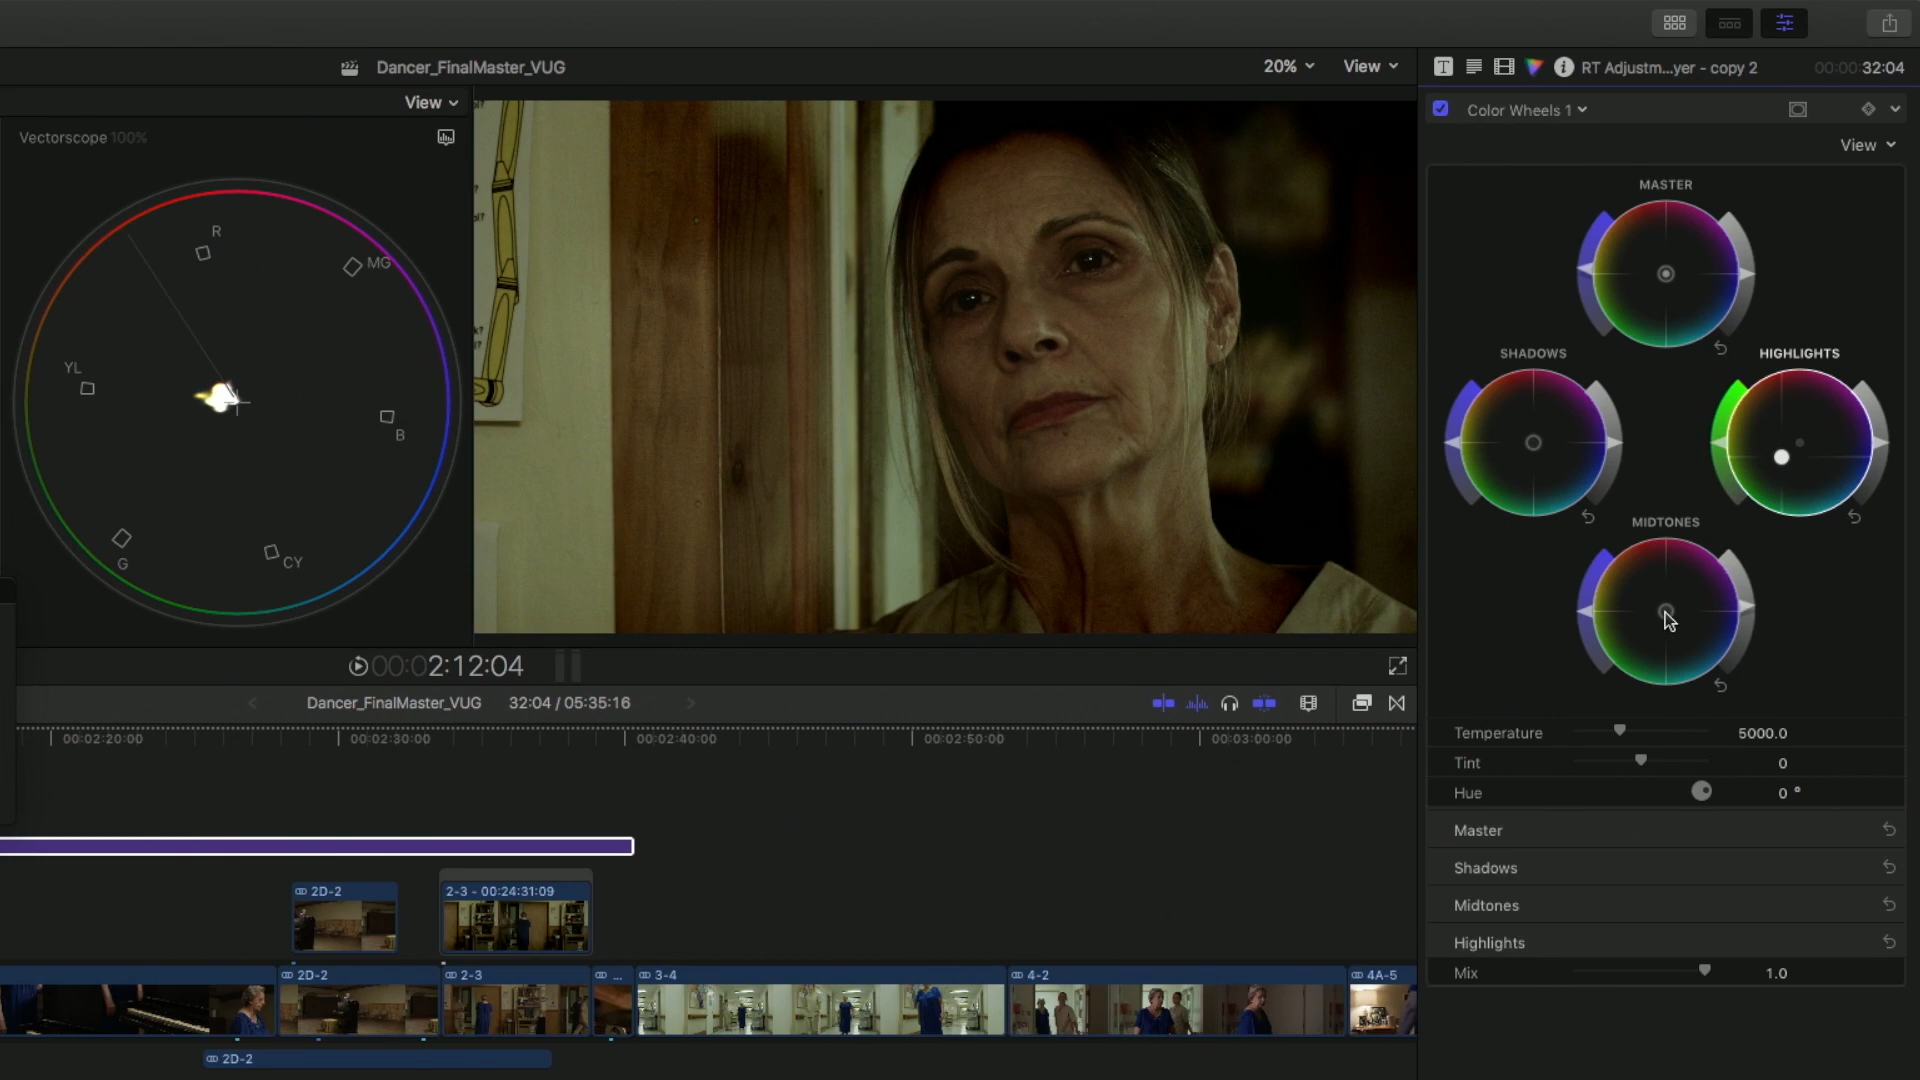 Dancer_FinalMaster_VUG
20%
View
RT Adjustm...yer - copy 2
00:00:32:04
View
Color Wheels 1
Vectorscope 100%
View
R
MG
YL
B
G
CY
MASTER
SHADOWS
HIGHLIGHTS
MIDTONES
00:02:12:04
Dancer_FinalMaster_VUG
32:04 / 05:35:16
00:02:20:00
00:02:30:00
00:02:40:00
00:02:50:00
00:03:00:00
Temperature
5000.0
Tint
0
Hue
0 °
Master
Shadows
Midtones
Highlights
Mix
1.0
2D-2
2-3 - 00:24:31:09
2D-2
2-3
...
3-4
4-2
4A-5
2D-2